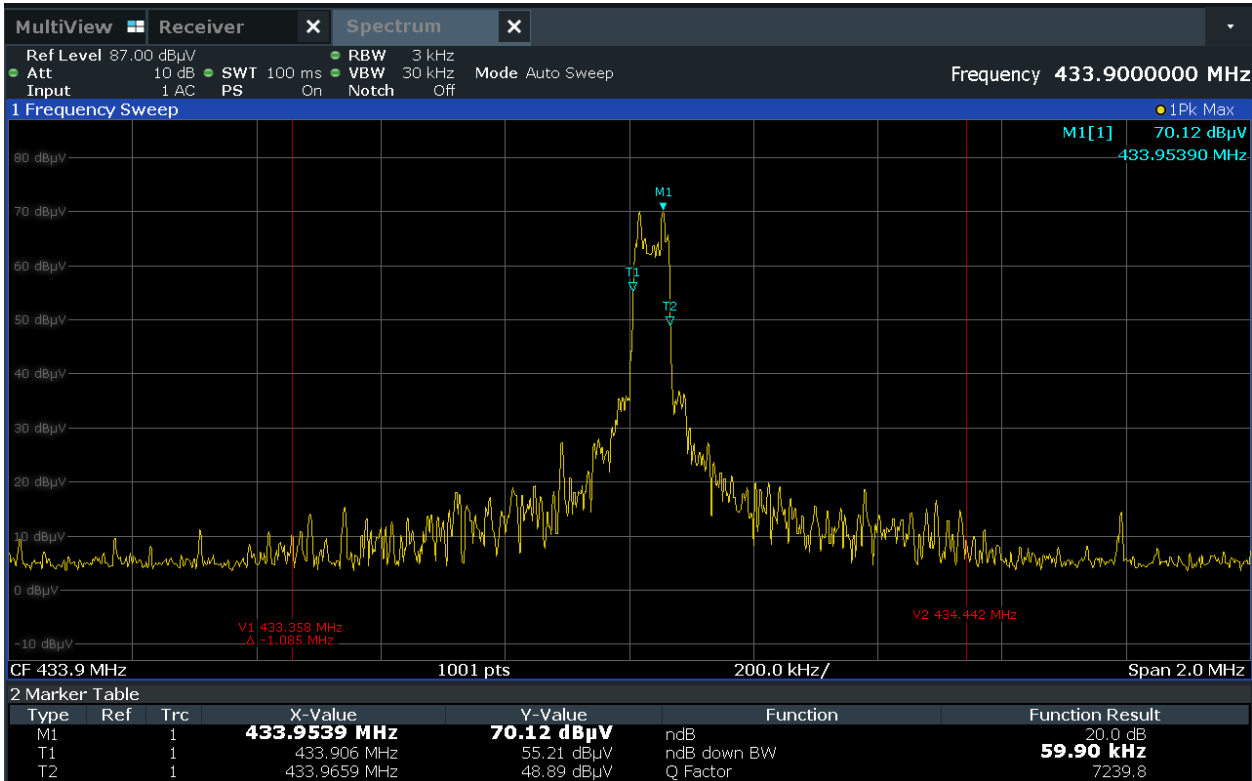 MultiView Receiver X Spectrum X
Ref Level 87.00 dBµV RBW 3 kHz
Att 10 dB SWT 100 ms VBW 30 kHz Mode Auto Sweep Frequency 433.9000000 MHz
Input 1 AC PS On Notch Off
1 Frequency Sweep 1Pk Max
M1[1] 70.12 dBµV
433.95390 MHz
80 dBµV
M1
70 dBµV
60 dBµV
T1
T2
50 dBµV
40 dBµV
30 dBµV
20 dBµV
10 dBµV
0 dBµV
V2 434.442 MHz
V1 433.358 MHz
Δ -1.085 MHz
-10 dBµV
CF 433.9 MHz 1001 pts 200.0 kHz/ Span 2.0 MHz
2 Marker Table
Type Ref Trc X-Value Y-Value Function Function Result
M1 1 433.9539 MHz 70.12 dBµV ndB 20.0 dB
T1 1 433.906 MHz 55.21 dBµV ndB down BW 59.90 kHz
T2 1 433.9659 MHz 48.89 dBµV Q Factor 7239.8